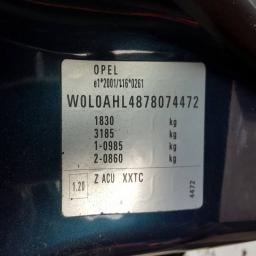 OPEL
e1*2001/116*0261
W0L0AHL4878074472
1830 kg
3185 kg
1-0985 kg
2-0860 kg
1.20 Z ACU XXTC
4472